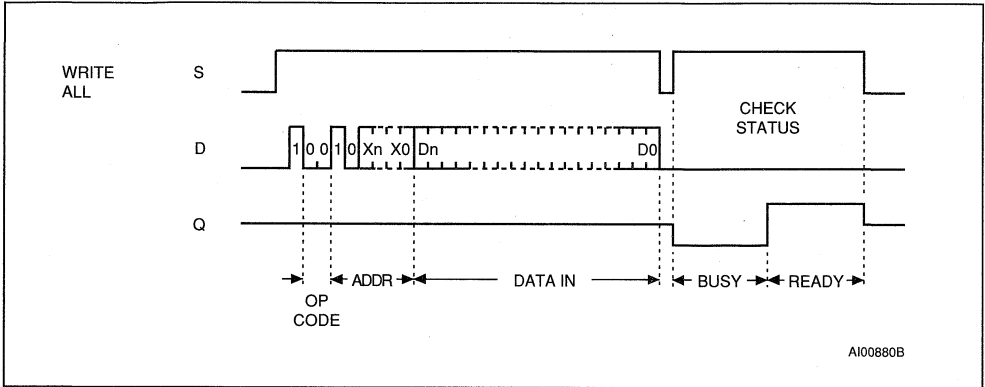 WRITE
ALL
S
CHECK
STATUS
D
1 0 0 1 0 Xn X0 Dn D0
Q
ADDR
DATA IN
BUSY
READY
OP
CODE
AI00880B